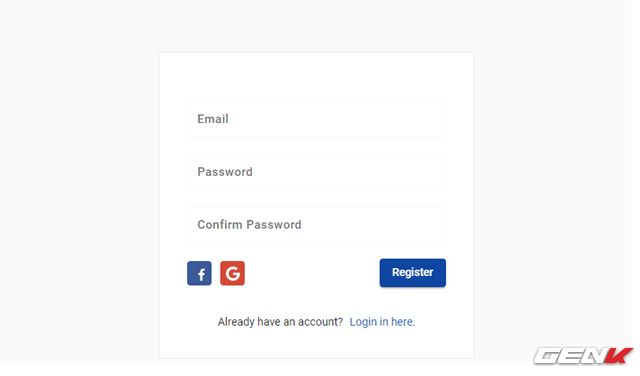 Email
Password
Confirm Password
f G Register
Already have an account? Login in here.
GENK